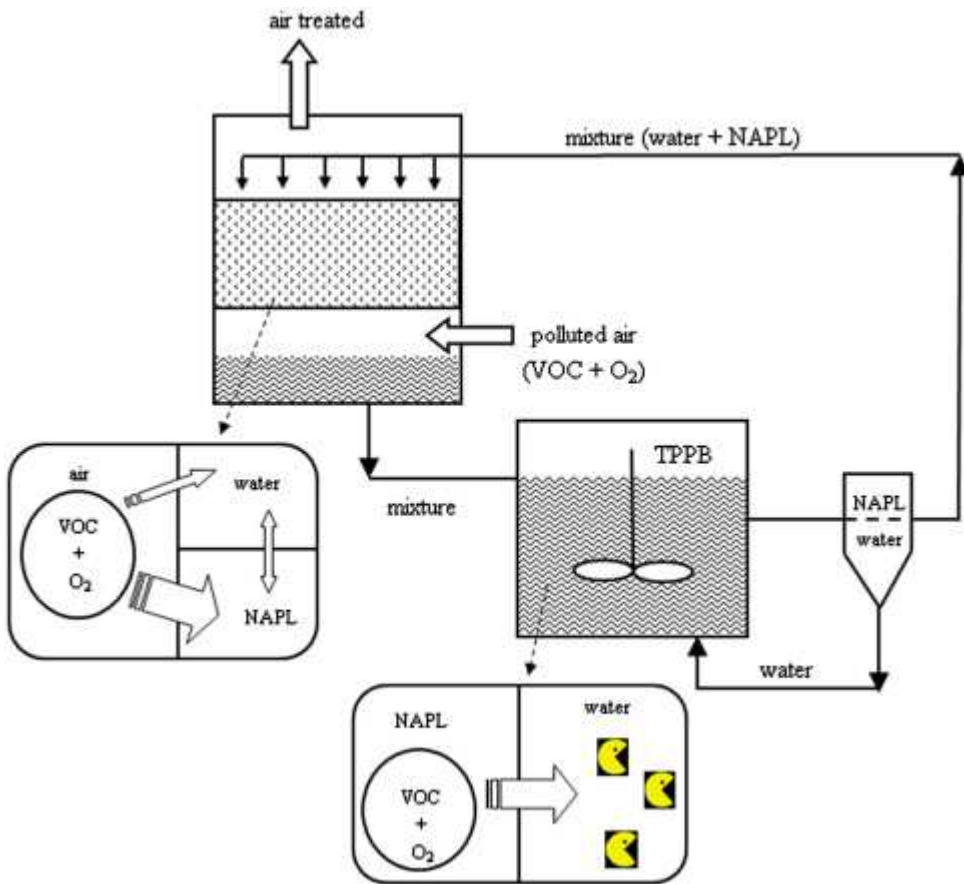 air treated
mixture (water + NAPL)
polluted air
(VOC + O₂)
TPPB
mixture
NAPL
water
water
air
VOC
+
O₂
water
NAPL
NAPL
VOC
+
O₂
water